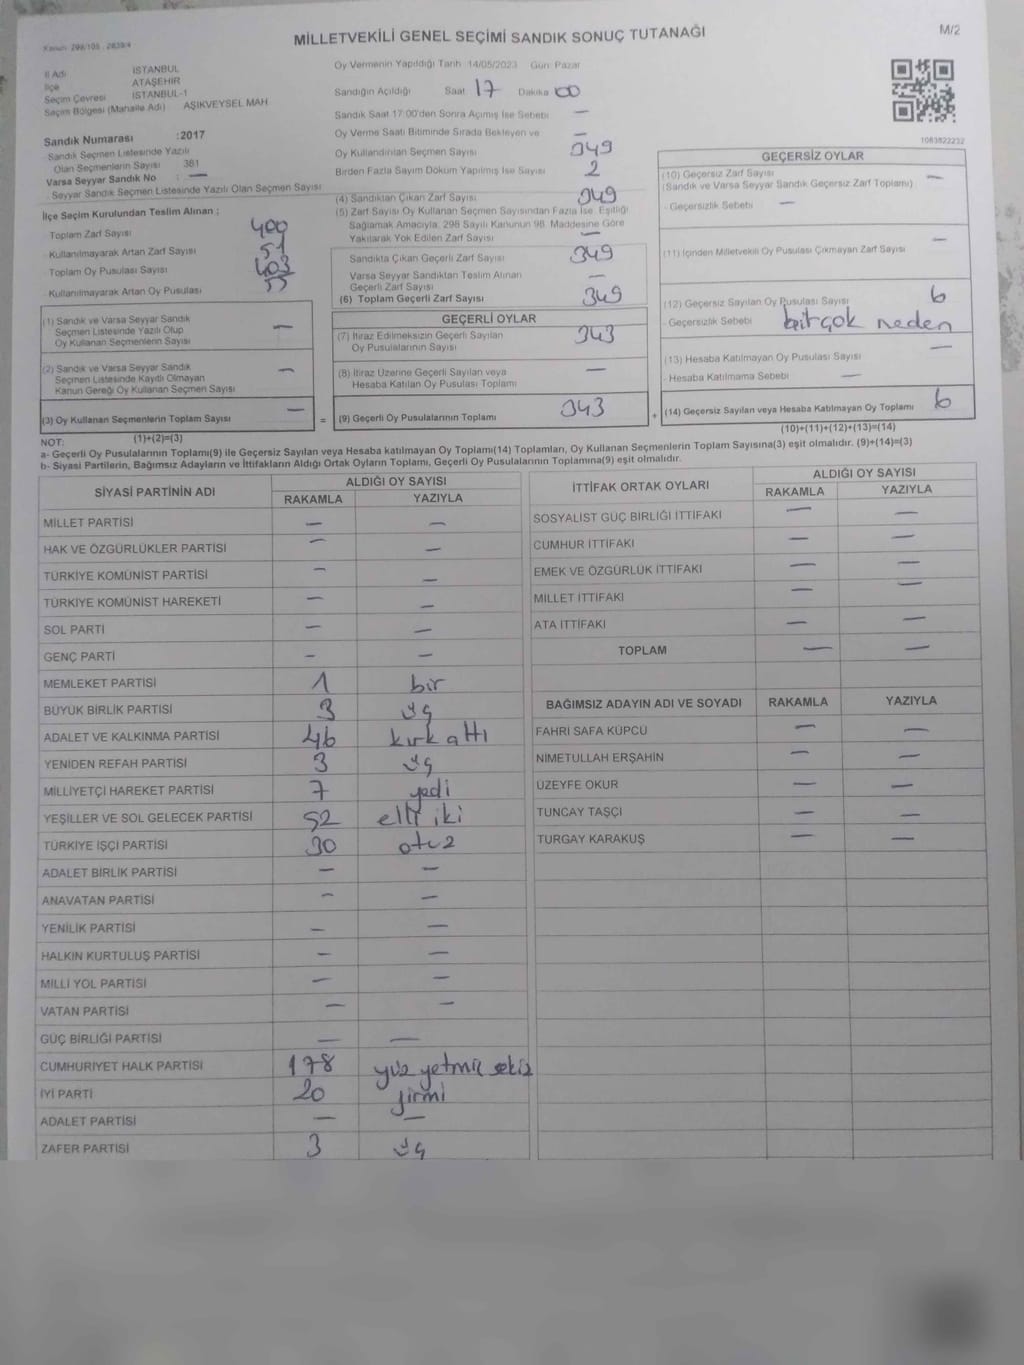 Kanun: 298/105 , 2839/4
MİLLETVEKİLİ GENEL SEÇİMİ SANDIK SONUÇ TUTANAĞI
M/2
İl Adı İSTANBUL
İlçe ATAŞEHİR
Seçim Çevresi İSTANBUL-1
Seçim Bölgesi (Mahalle Adı) AŞIKVEYSEL MAH
Sandık Numarası :2017
Sandık Seçmen Listesinde Yazılı
Olan Seçmenlerin Sayısı 381
Varsa Seyyar Sandık No : —
Seyyar Sandık Seçmen Listesinde Yazılı Olan Seçmen Sayısı
İlçe Seçim Kurulundan Teslim Alınan ;
Toplam Zarf Sayısı 400
Kullanılmayarak Artan Zarf Sayısı 51
Toplam Oy Pusulası Sayısı 403
Kullanılmayarak Artan Oy Pusulası
(1) Sandık ve Varsa Seyyar Sandık
Seçmen Listesinde Yazılı Olup
Oy Kullanan Seçmenlerin Sayısı —
(2) Sandık ve Varsa Seyyar Sandık
Seçmen Listesinde Kayıtlı Olmayan
Kanun Gereği Oy Kullanan Seçmen Sayısı —
(3) Oy Kullanan Seçmenlerin Toplam Sayısı —
(1)+(2)=(3)
Oy Vermenin Yapıldığı Tarih 14/05/2023 Gün: Pazar
Sandığın Açıldığı Saat 17 Dakika 00
Sandık Saat 17:00'den Sonra Açımış İse Sebebi —
Oy Verme Saati Bitiminde Sırada Bekleyen ve —
Oy Kullandırılan Seçmen Sayısı 349
Birden Fazla Sayım Döküm Yapılmış İse Sayısı 2
(4) Sandıktan Çıkan Zarf Sayısı 349
(5) Zarf Sayısı Oy Kullanan Seçmen Sayısından Fazla İse, Eşitliği
Sağlamak Amacıyla, 298 Sayılı Kanunun 98. Maddesine Göre
Yakılarak Yok Edilen Zarf Sayısı —
Sandıkta Çıkan Geçerli Zarf Sayısı 349
Varsa Seyyar Sandıktan Teslim Alınan
Geçerli Zarf Sayısı —
(6) Toplam Geçerli Zarf Sayısı 349
GEÇERLİ OYLAR
(7) İtiraz Edilmeksizin Geçerli Sayılan
Oy Pusulalarının Sayısı 343
(8) İtiraz Üzerine Geçerli Sayılan veya
Hesaba Katılan Oy Pusulası Toplamı —
= (9) Geçerli Oy Pusulalarının Toplamı 343
1083822232
GEÇERSİZ OYLAR
(10) Geçersiz Zarf Sayısı —
(Sandık ve Varsa Seyyar Sandık Geçersiz Zarf Toplamı)
- Geçersizlik Sebebi —
(11) İçinden Milletvekili Oy Pusulası Çıkmayan Zarf Sayısı —
(12) Geçersiz Sayılan Oy Pusulası Sayısı 6
- Geçersizlik Sebebi birçok neden
(13) Hesaba Katılmayan Oy Pusulası Sayısı —
- Hesaba Katılmama Sebebi —
+ (14) Geçersiz Sayılan veya Hesaba Katılmayan Oy Toplamı 6
(10)+(11)+(12)+(13)=(14)
NOT:
a- Geçerli Oy Pusulalarının Toplamı(9) ile Geçersiz Sayılan veya Hesaba katılmayan Oy Toplamı(14) Toplamları, Oy Kullanan Seçmenlerin Toplam Sayısına(3) eşit olmalıdır. (9)+(14)=(3)
b- Siyasi Partilerin, Bağımsız Adayların ve İttifakların Aldığı Ortak Oyların Toplamı, Geçerli Oy Pusulalarının Toplamına(9) eşit olmalıdır.
SİYASİ PARTİNİN ADI ALDIĞI OY SAYISI
RAKAMLA YAZIYLA
MİLLET PARTİSİ — —
HAK VE ÖZGÜRLÜKLER PARTİSİ — —
TÜRKİYE KOMÜNİST PARTİSİ — —
TÜRKİYE KOMÜNİST HAREKETİ — —
SOL PARTİ — —
GENÇ PARTİ — —
MEMLEKET PARTİSİ 1 bir
BÜYÜK BİRLİK PARTİSİ 3 üç
ADALET VE KALKINMA PARTİSİ 46 kırk altı
YENİDEN REFAH PARTİSİ 3 üç
MİLLİYETÇİ HAREKET PARTİSİ 7 yedi
YEŞİLLER VE SOL GELECEK PARTİSİ 52 elli iki
TÜRKİYE İŞÇİ PARTİSİ 30 otuz
ADALET BİRLİK PARTİSİ — —
ANAVATAN PARTİSİ — —
YENİLİK PARTİSİ — —
HALKIN KURTULUŞ PARTİSİ — —
MİLLİ YOL PARTİSİ — —
VATAN PARTİSİ — —
GÜÇ BİRLİĞİ PARTİSİ — —
CUMHURİYET HALK PARTİSİ 178 yüz yetmiş sekiz
İYİ PARTİ 20 yirmi
ADALET PARTİSİ — —
ZAFER PARTİSİ 3 üç
İTTİFAK ORTAK OYLARI ALDIĞI OY SAYISI
RAKAMLA YAZIYLA
SOSYALİST GÜÇ BİRLİĞİ İTTİFAKI — —
CUMHUR İTTİFAKI — —
EMEK VE ÖZGÜRLÜK İTTİFAKI — —
MİLLET İTTİFAKI — —
ATA İTTİFAKI — —
TOPLAM — —
BAĞIMSIZ ADAYIN ADI VE SOYADI RAKAMLA YAZIYLA
FAHRİ SAFA KÜPCÜ — —
NİMETULLAH ERŞAHİN — —
ÜZEYFE OKUR — —
TUNCAY TAŞÇI — —
TURGAY KARAKUŞ — —